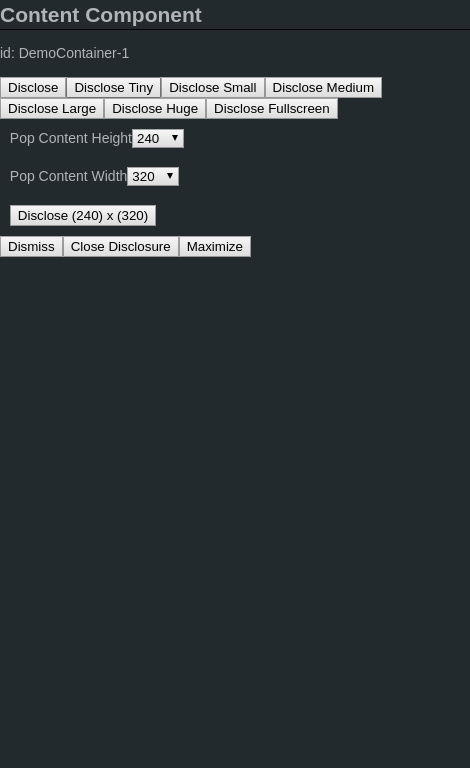 Content Component
id: DemoContainer-1
Disclose Disclose Tiny Disclose Small Disclose Medium
Disclose Large Disclose Huge Disclose Fullscreen
Pop Content Height 240
Pop Content Width 320
Disclose (240) x (320)
Dismiss Close Disclosure Maximize